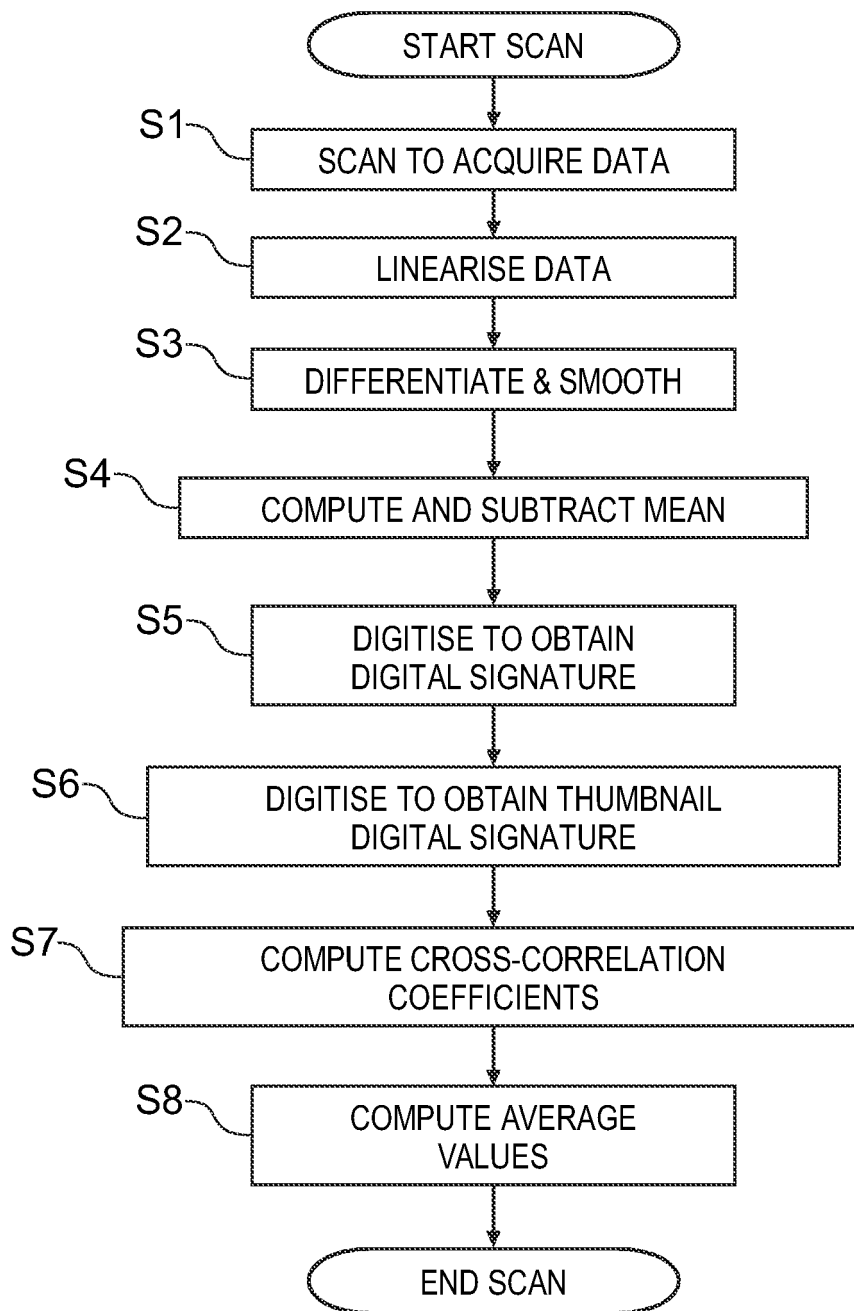 START SCAN
S1
SCAN TO ACQUIRE DATA
S2
LINEARISE DATA
S3
DIFFERENTIATE & SMOOTH
S4
COMPUTE AND SUBTRACT MEAN
S5
DIGITISE TO OBTAIN
DIGITAL SIGNATURE
S6
DIGITISE TO OBTAIN THUMBNAIL
DIGITAL SIGNATURE
S7
COMPUTE CROSS-CORRELATION
COEFFICIENTS
S8
COMPUTE AVERAGE
VALUES
END SCAN